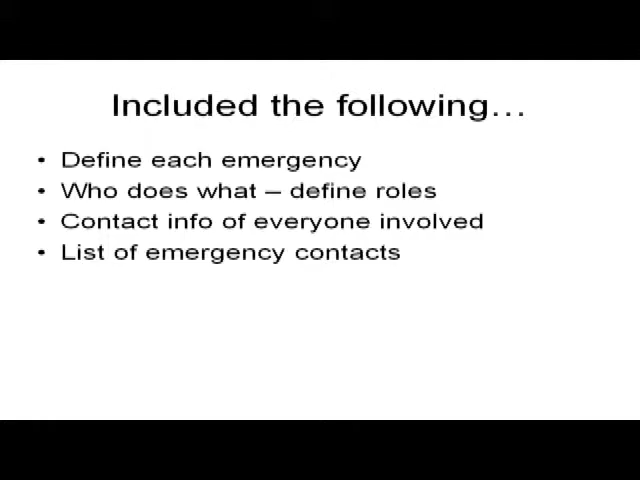 Included the following…
• Define each emergency
• Who does what – define roles
• Contact info of everyone involved
• List of emergency contacts